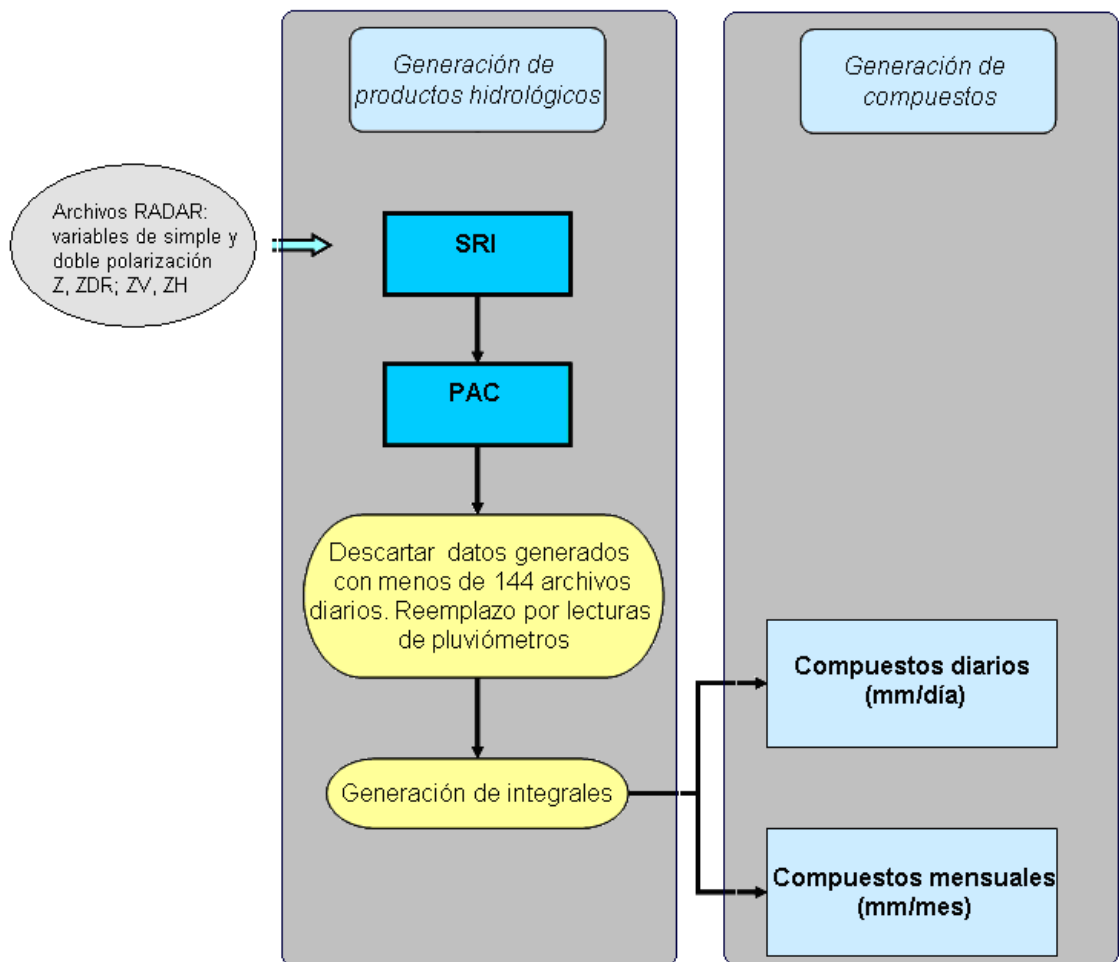 Generación de
productos hidrológicos
Generación de
compuestos
Archivos RADAR:
variables de simple y
doble polarización
Z, ZDR; ZV, ZH
SRI
PAC
Descartar datos generados
con menos de 144 archivos
diarios. Reemplazo por lecturas
de pluviómetros
Generación de integrales
Compuestos diarios
(mm/día)
Compuestos mensuales
(mm/mes)